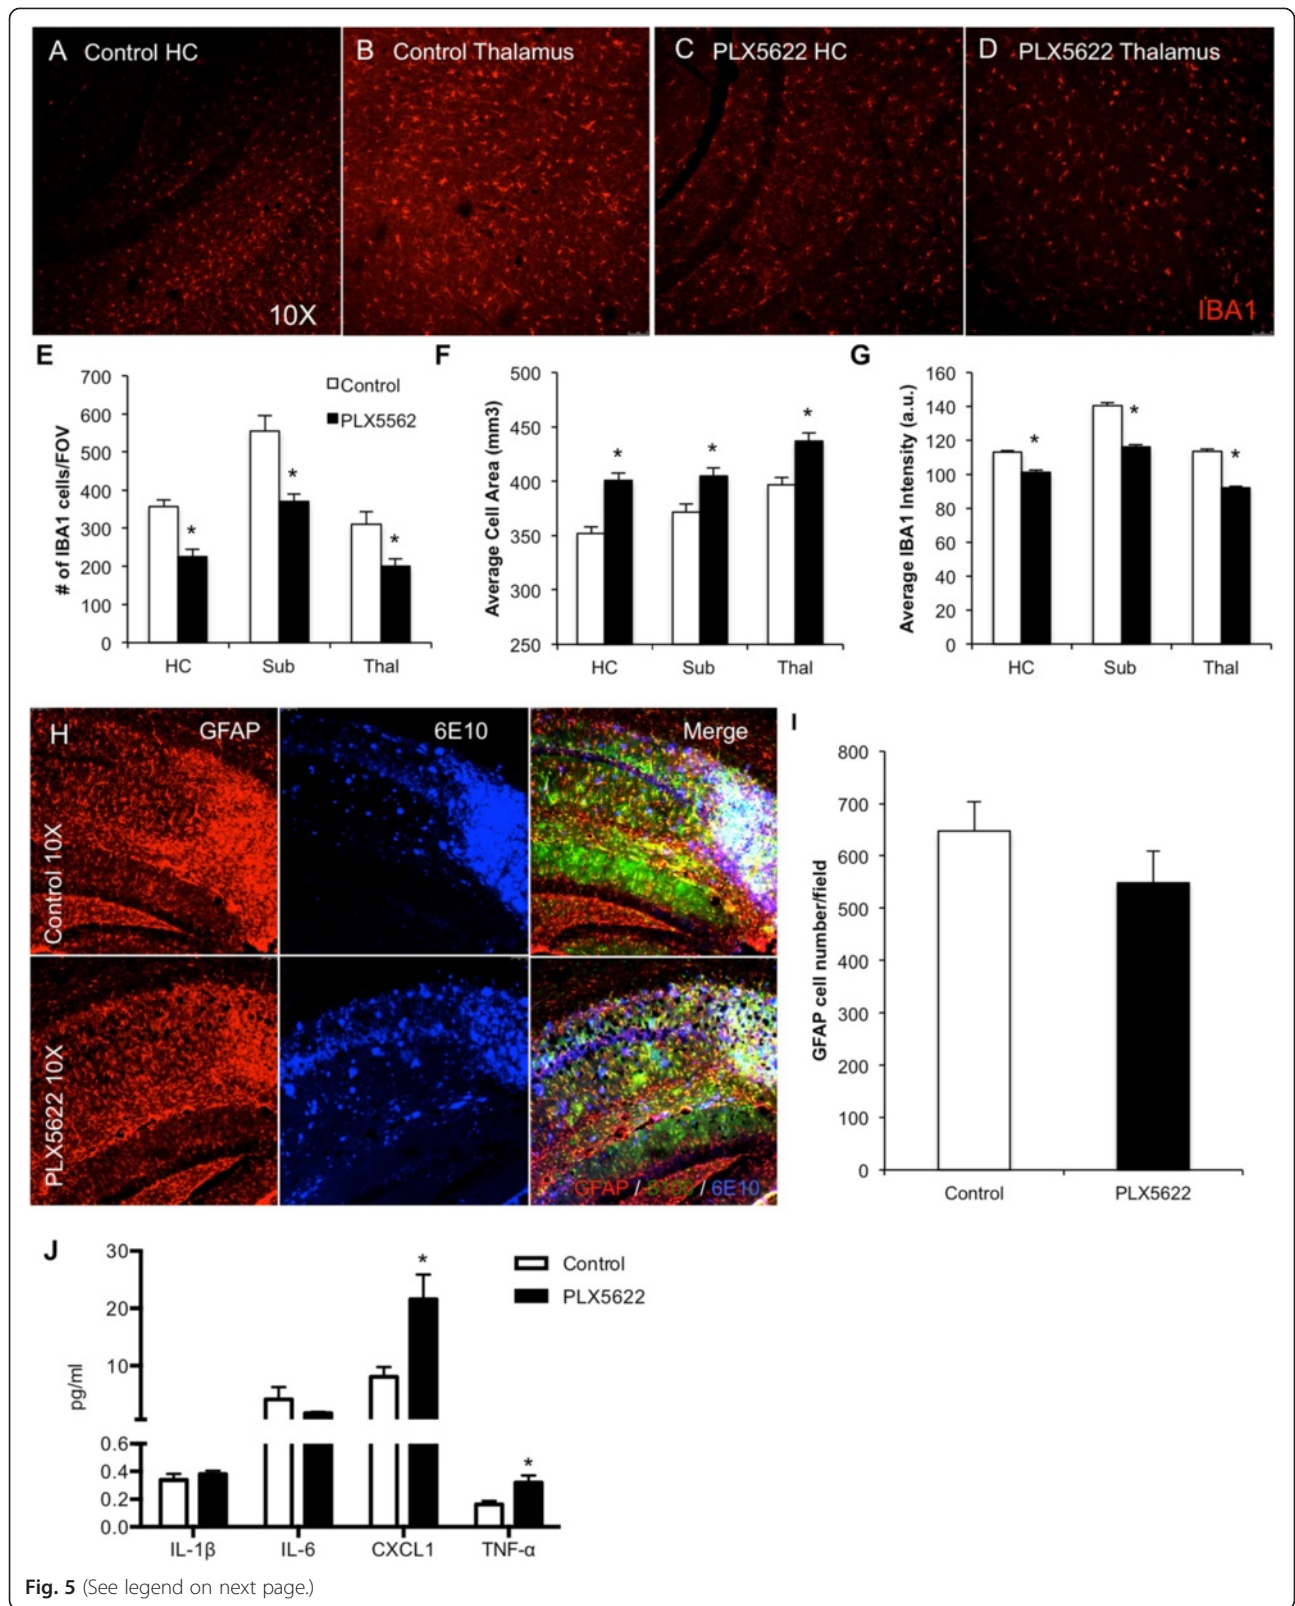 A Control HC
B Control Thalamus
C PLX5622 HC
D PLX5622 Thalamus
10X
IBA1
E
# of IBA1 cells/FOV
700
600
500
400
300
200
100
0
Control
PLX5562
*
*
*
HC Sub Thal
F
Average Cell Area (mm3)
500
450
400
350
300
250
*
*
*
HC Sub Thal
G
Average IBA1 Intensity (a.u.)
160
140
120
100
80
60
40
20
0
*
*
*
HC Sub Thal
H
GFAP
6E10
Merge
Control 10X
PLX5622 10X
GFAP / S100 / 6E10
I
GFAP cell number/field
800
700
600
500
400
300
200
100
0
Control PLX5622
J
pg/ml
30
20
10
0.6
0.4
0.2
0.0
*
*
Control
PLX5622
IL-1β IL-6 CXCL1 TNF-α
Fig. 5 (See legend on next page.)